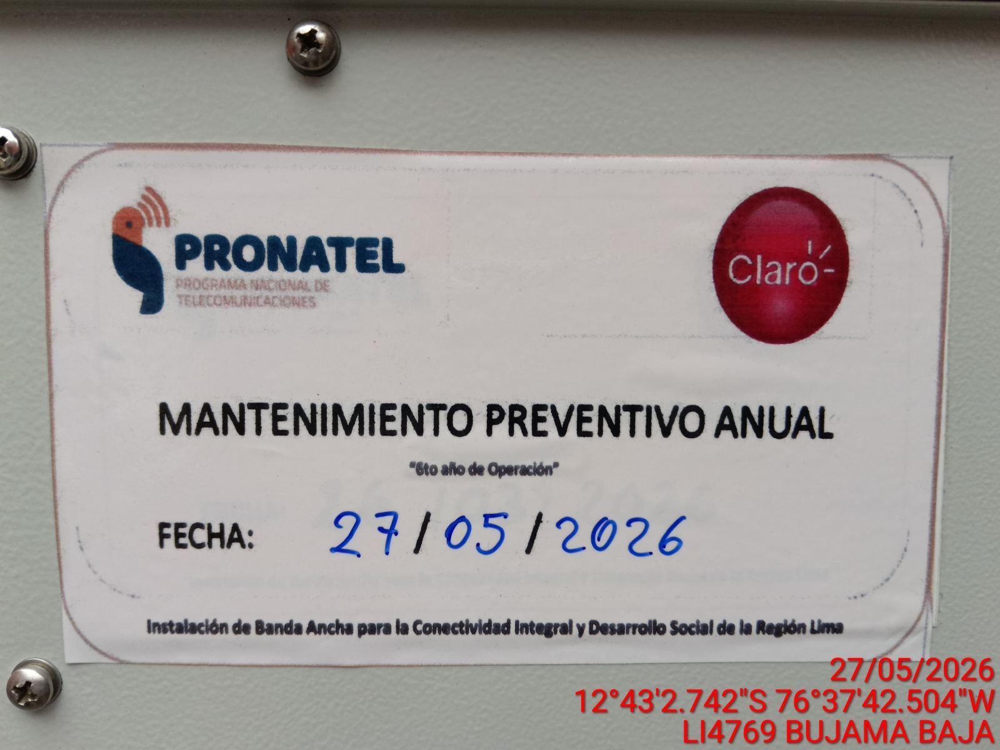 PRONATEL
PROGRAMA NACIONAL DE
TELECOMUNICACIONES
Claro
MANTENIMIENTO PREVENTIVO ANUAL
"6to año de Operación"
FECHA: 27/05/2026
Instalación de Banda Ancha para la Conectividad Integral y Desarrollo Social de la Región Lima
27/05/2026
12°43'2.742"S 76°37'42.504"W
LI4769 BUJAMA BAJA